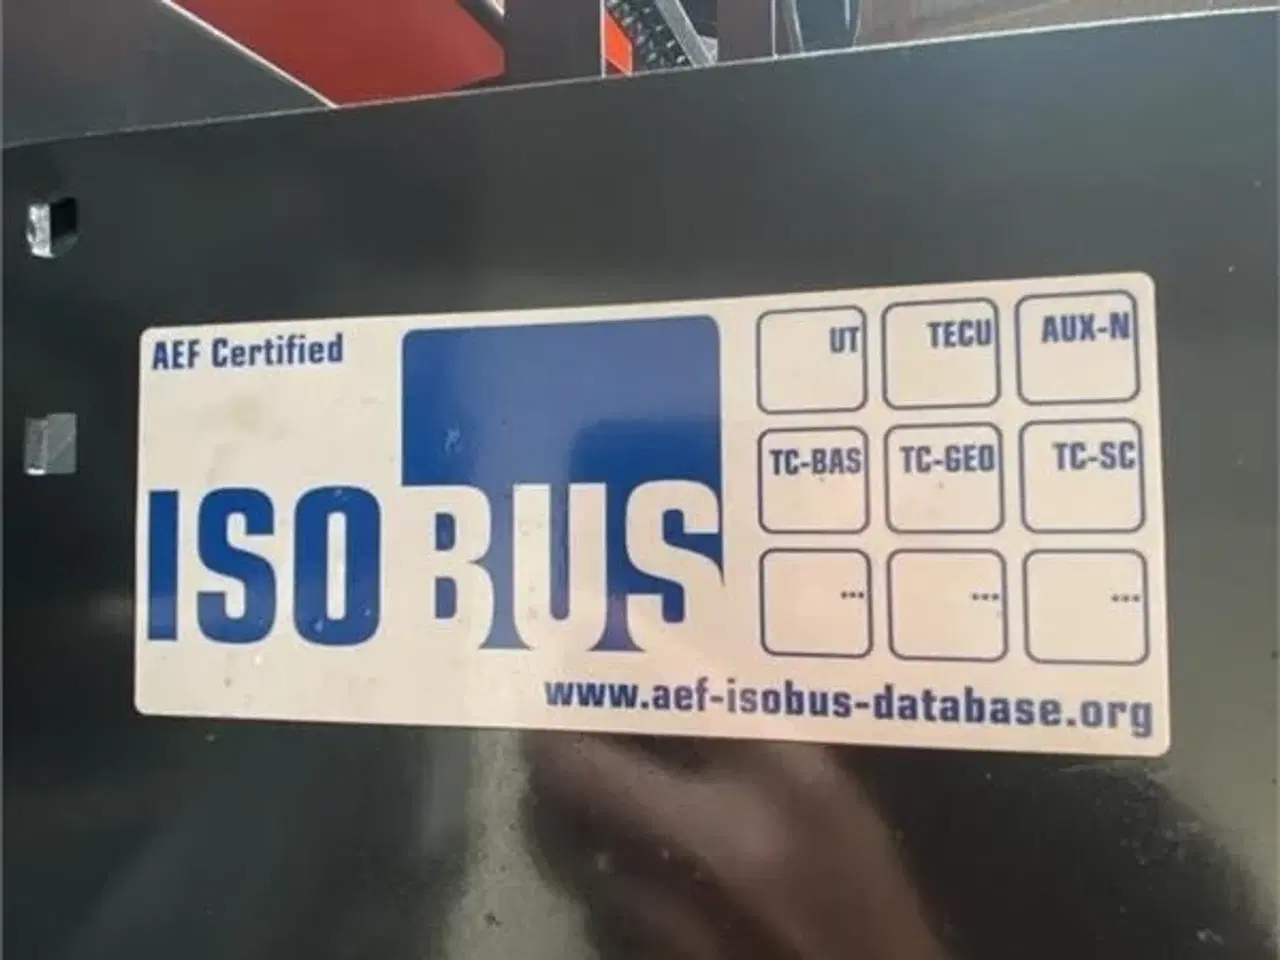 AEF Certified
ISOBUS
UT TECU AUX-N
TC-BAS TC-GEO TC-SC
... ... ...
www.aef-isobus-database.org